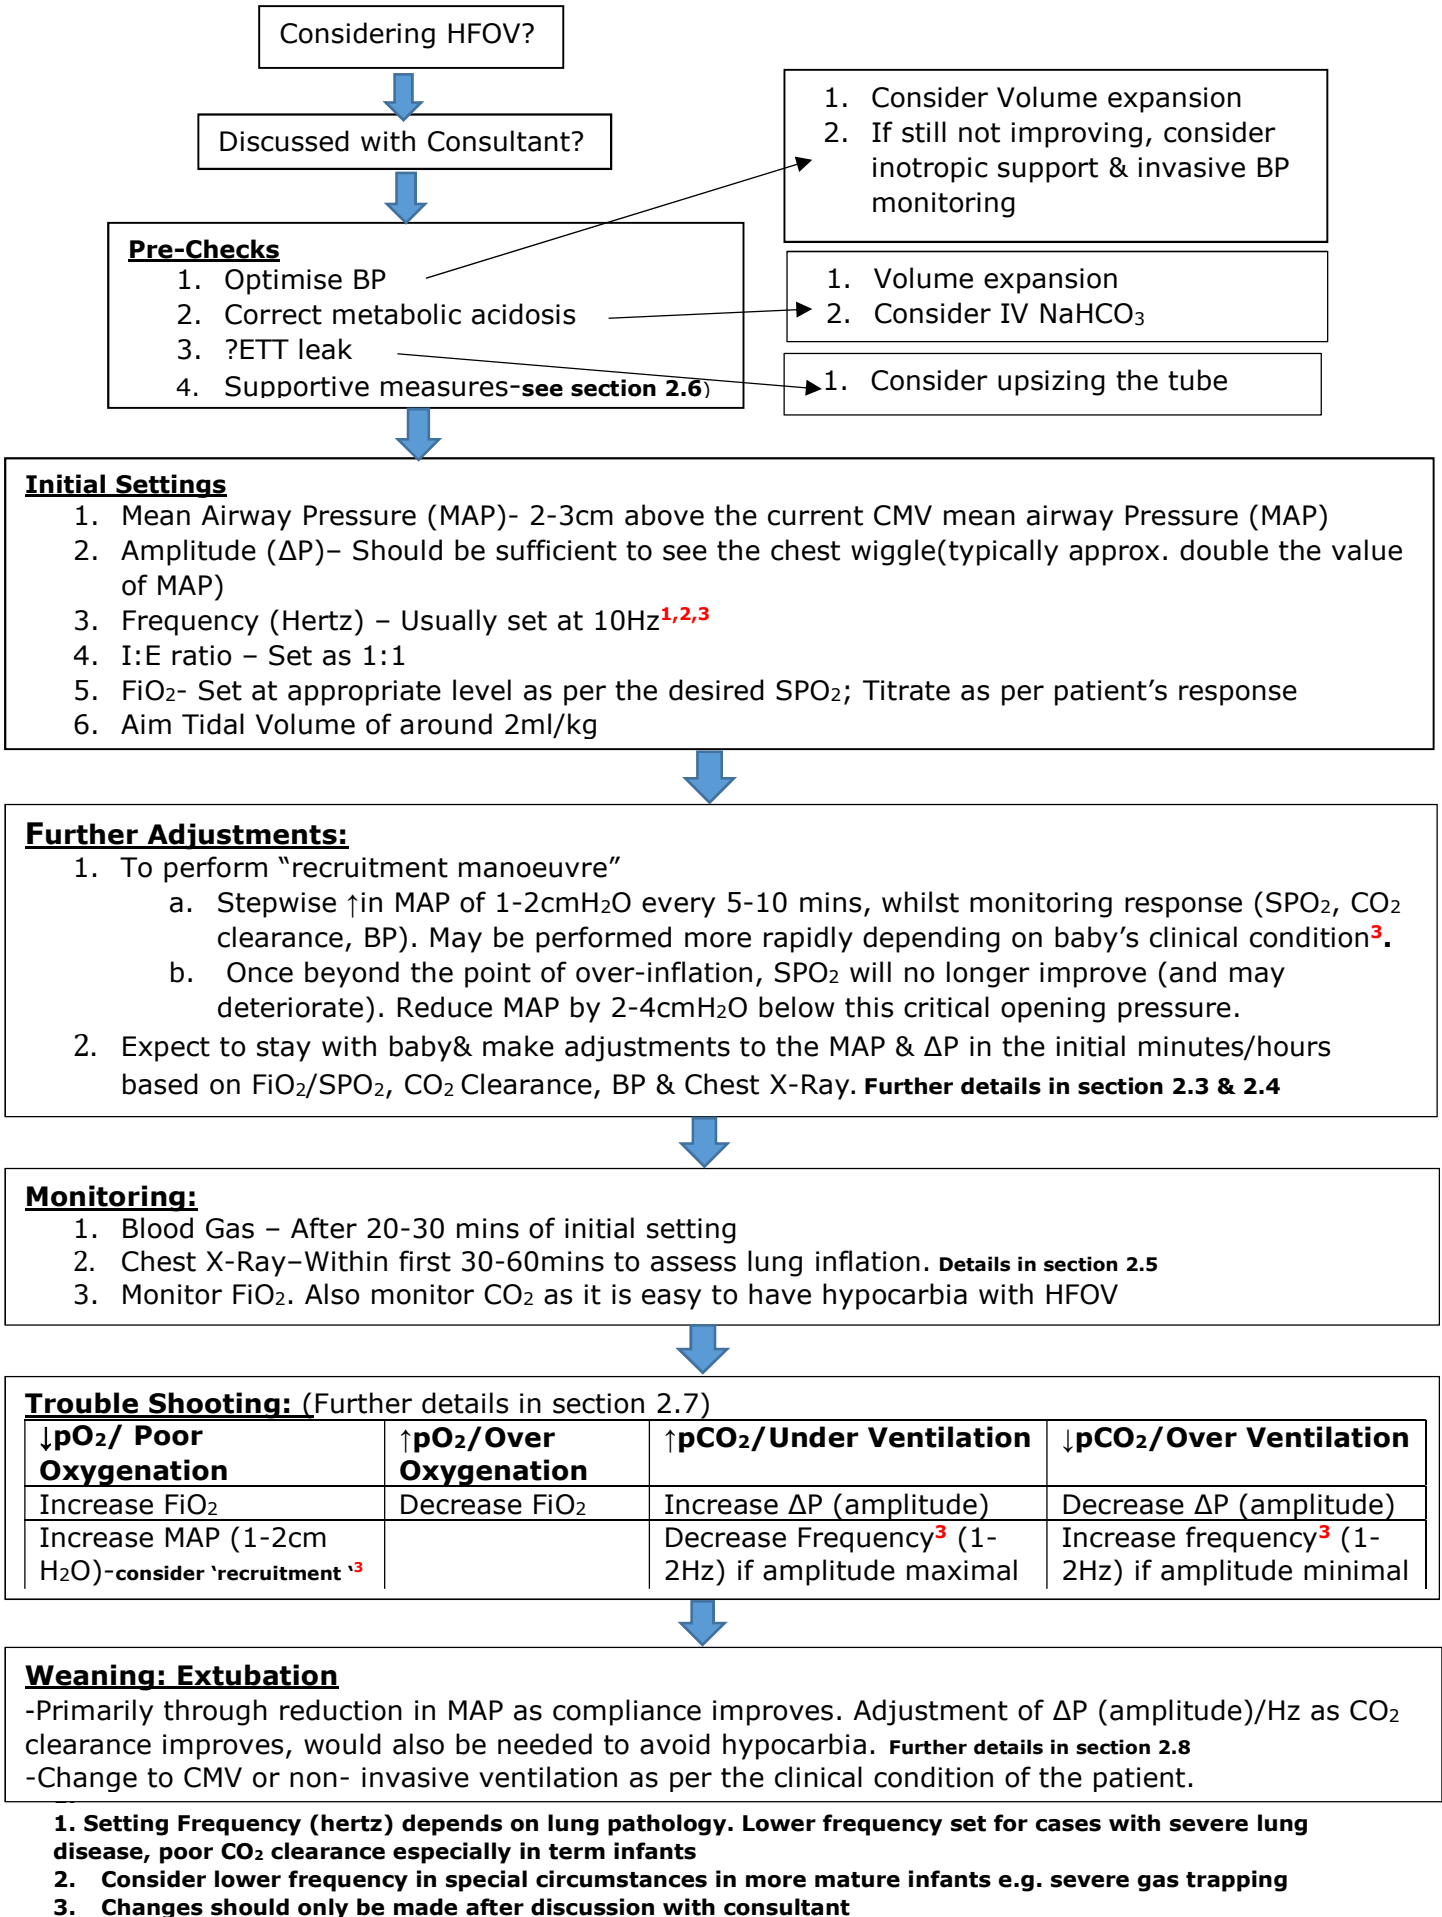 Considering HFOV?
Discussed with Consultant?
Pre-Checks
1. Optimise BP
2. Correct metabolic acidosis
3. ?ETT leak
4. Supportive measures-see section 2.6)
1. Consider Volume expansion
2. If still not improving, consider
inotropic support & invasive BP
monitoring
1. Volume expansion
2. Consider IV NaHCO₃
1. Consider upsizing the tube
Initial Settings
1. Mean Airway Pressure (MAP)- 2-3cm above the current CMV mean airway Pressure (MAP)
2. Amplitude (ΔP)– Should be sufficient to see the chest wiggle(typically approx. double the value
of MAP)
3. Frequency (Hertz) – Usually set at 10Hz¹,²,³
4. I:E ratio – Set as 1:1
5. FiO₂- Set at appropriate level as per the desired SPO₂; Titrate as per patient’s response
6. Aim Tidal Volume of around 2ml/kg
Further Adjustments:
1. To perform “recruitment manoeuvre”
a. Stepwise ↑in MAP of 1-2cmH₂O every 5-10 mins, whilst monitoring response (SPO₂, CO₂
clearance, BP). May be performed more rapidly depending on baby’s clinical condition³.
b. Once beyond the point of over-inflation, SPO₂ will no longer improve (and may
deteriorate). Reduce MAP by 2-4cmH₂O below this critical opening pressure.
2. Expect to stay with baby& make adjustments to the MAP & ΔP in the initial minutes/hours
based on FiO₂/SPO₂, CO₂ Clearance, BP & Chest X-Ray. Further details in section 2.3 & 2.4
Monitoring:
1. Blood Gas – After 20-30 mins of initial setting
2. Chest X-Ray–Within first 30-60mins to assess lung inflation. Details in section 2.5
3. Monitor FiO₂. Also monitor CO₂ as it is easy to have hypocarbia with HFOV
Trouble Shooting: (Further details in section 2.7)
↓pO₂/ Poor
Oxygenation
↑pO₂/Over
Oxygenation
↑pCO₂/Under Ventilation
↓pCO₂/Over Ventilation
Increase FiO₂
Decrease FiO₂
Increase ΔP (amplitude)
Decrease ΔP (amplitude)
Increase MAP (1-2cm
H₂O)-consider ‘recruitment ‘³
Decrease Frequency³ (1-
2Hz) if amplitude maximal
Increase frequency³ (1-
2Hz) if amplitude minimal
Weaning: Extubation
-Primarily through reduction in MAP as compliance improves. Adjustment of ΔP (amplitude)/Hz as CO₂
clearance improves, would also be needed to avoid hypocarbia. Further details in section 2.8
-Change to CMV or non- invasive ventilation as per the clinical condition of the patient.
1. Setting Frequency (hertz) depends on lung pathology. Lower frequency set for cases with severe lung
disease, poor CO₂ clearance especially in term infants
2. Consider lower frequency in special circumstances in more mature infants e.g. severe gas trapping
3. Changes should only be made after discussion with consultant